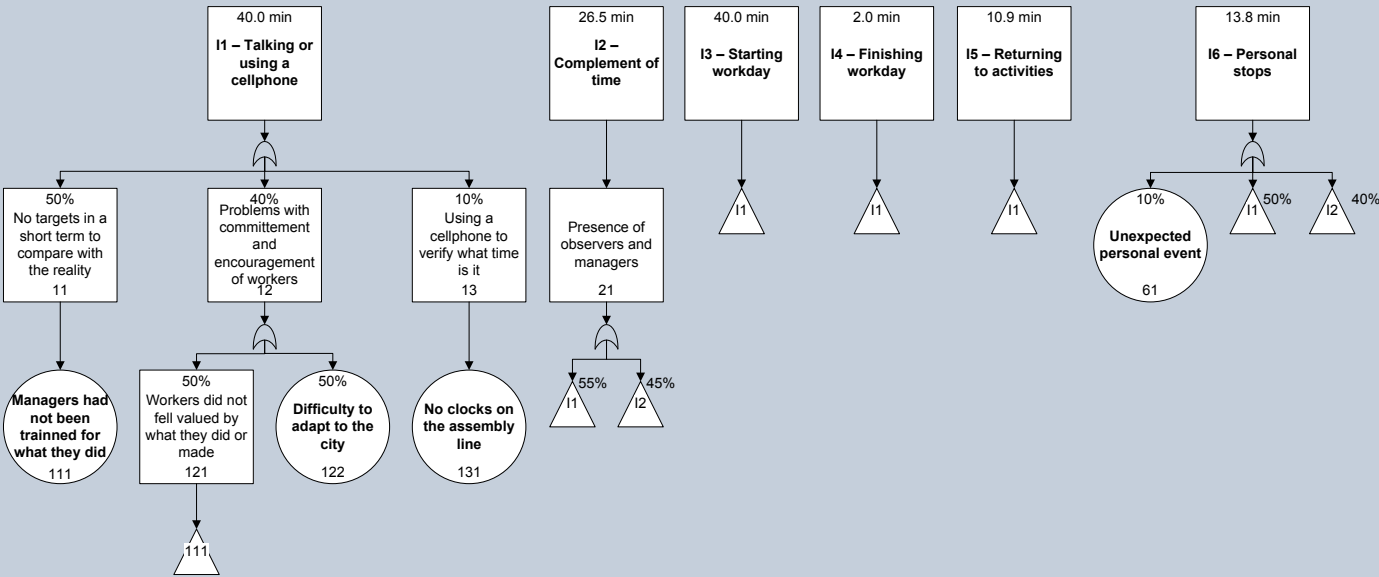 40.0 min
I1 – Talking or
using a
cellphone
26.5 min
I2 –
Complement of
time
40.0 min
I3 – Starting
workday
2.0 min
I4 – Finishing
workday
10.9 min
I5 – Returning
to activities
13.8 min
I6 – Personal
stops
50%
No targets in a
short term to
compare with
the reality
11
40%
Problems with
committement
and
encouragement
of workers
12
10%
Using a
cellphone to
verify what time
is it
13
Presence of
observers and
managers
21
I1
I1
I1
10%
Unexpected
personal event
61
I1
50%
I2
40%
Managers had
not been
trainned for
what they did
111
50%
Workers did not
fell valued by
what they did or
made
121
50%
Difficulty to
adapt to the
city
122
No clocks on
the assembly
line
131
I1
55%
I2
45%
111